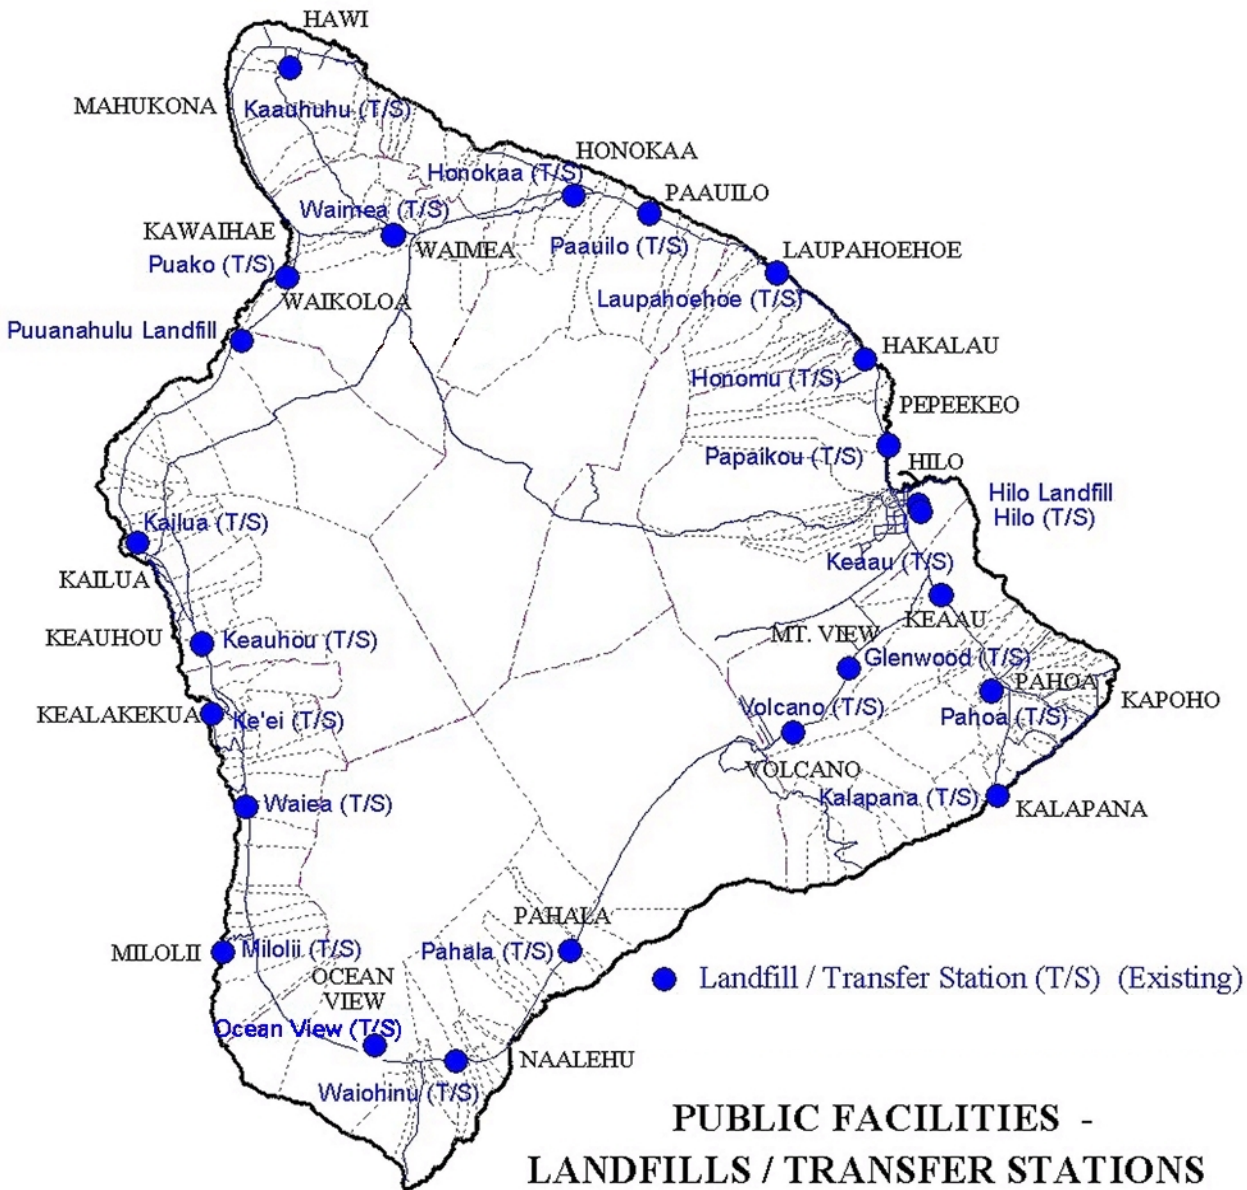 HAWI
MAHUKONA
Kaauhuhu (T/S)
HONOKAA
Honokaa (T/S)
PAAUILO
Waimea (T/S)
KAWAIHAE
WAIMEA
Paauilo (T/S)
LAUPAHOEHOE
Puako (T/S)
WAIKOLOA
Laupahoehoe (T/S)
Puuanahulu Landfill
HAKALAU
Honomu (T/S)
PEPEEKEO
Papaikou (T/S)
HILO
Hilo Landfill
Hilo (T/S)
Kailua (T/S)
Keaau (T/S)
KAILUA
KEAAU
KEAUHOU
Keauhou (T/S)
MT. VIEW
Glenwood (T/S)
PAHOA
KAPOHO
KEALAKEKUA
Ke'ei (T/S)
Volcano (T/S)
Pahoa (T/S)
VOLCANO
Waiea (T/S)
Kalapana (T/S)
KALAPANA
PAHALA
MILOLII
Milolii (T/S)
Pahala (T/S)
OCEAN
VIEW
Landfill / Transfer Station (T/S) (Existing)
Ocean View (T/S)
NAALEHU
Waiohinu (T/S)
PUBLIC FACILITIES -
LANDFILLS / TRANSFER STATIONS